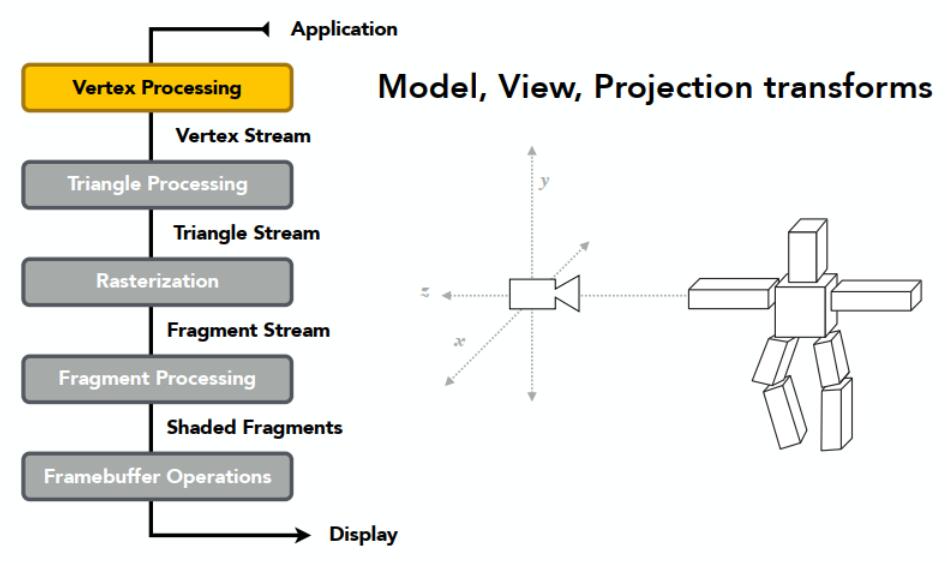 Application
Vertex Processing
Model, View, Projection transforms
Vertex Stream
Triangle Processing
y
Triangle Stream
Rasterization
z
Fragment Stream
x
Fragment Processing
Shaded Fragments
Framebuffer Operations
Display